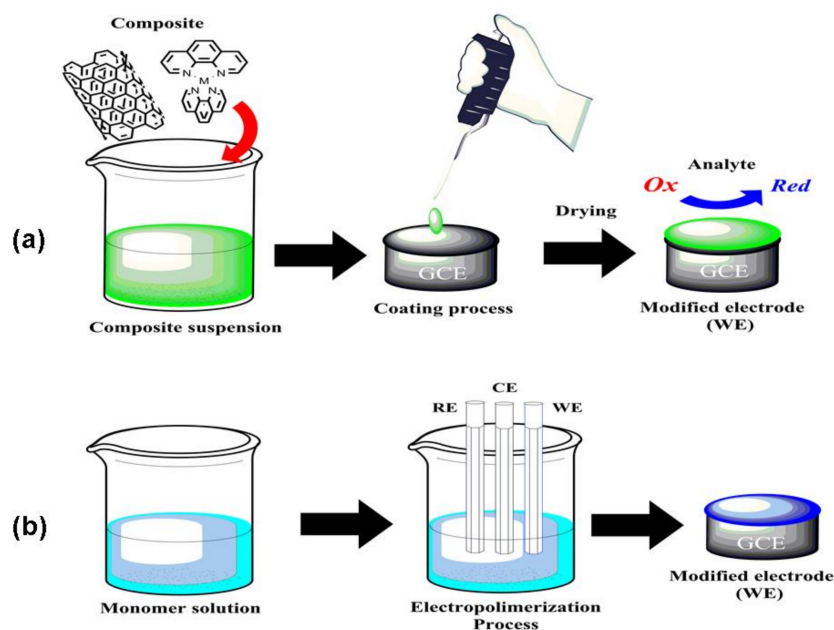 Composite
N
N
M
N
N
Analyte
Ox
Red
Drying
(a)
GCE
GCE
Composite suspension
Coating process
Modified electrode
(WE)
CE
RE
WE
(b)
GCE
Monomer solution
Electropolimerization
Process
Modified electrode
(WE)